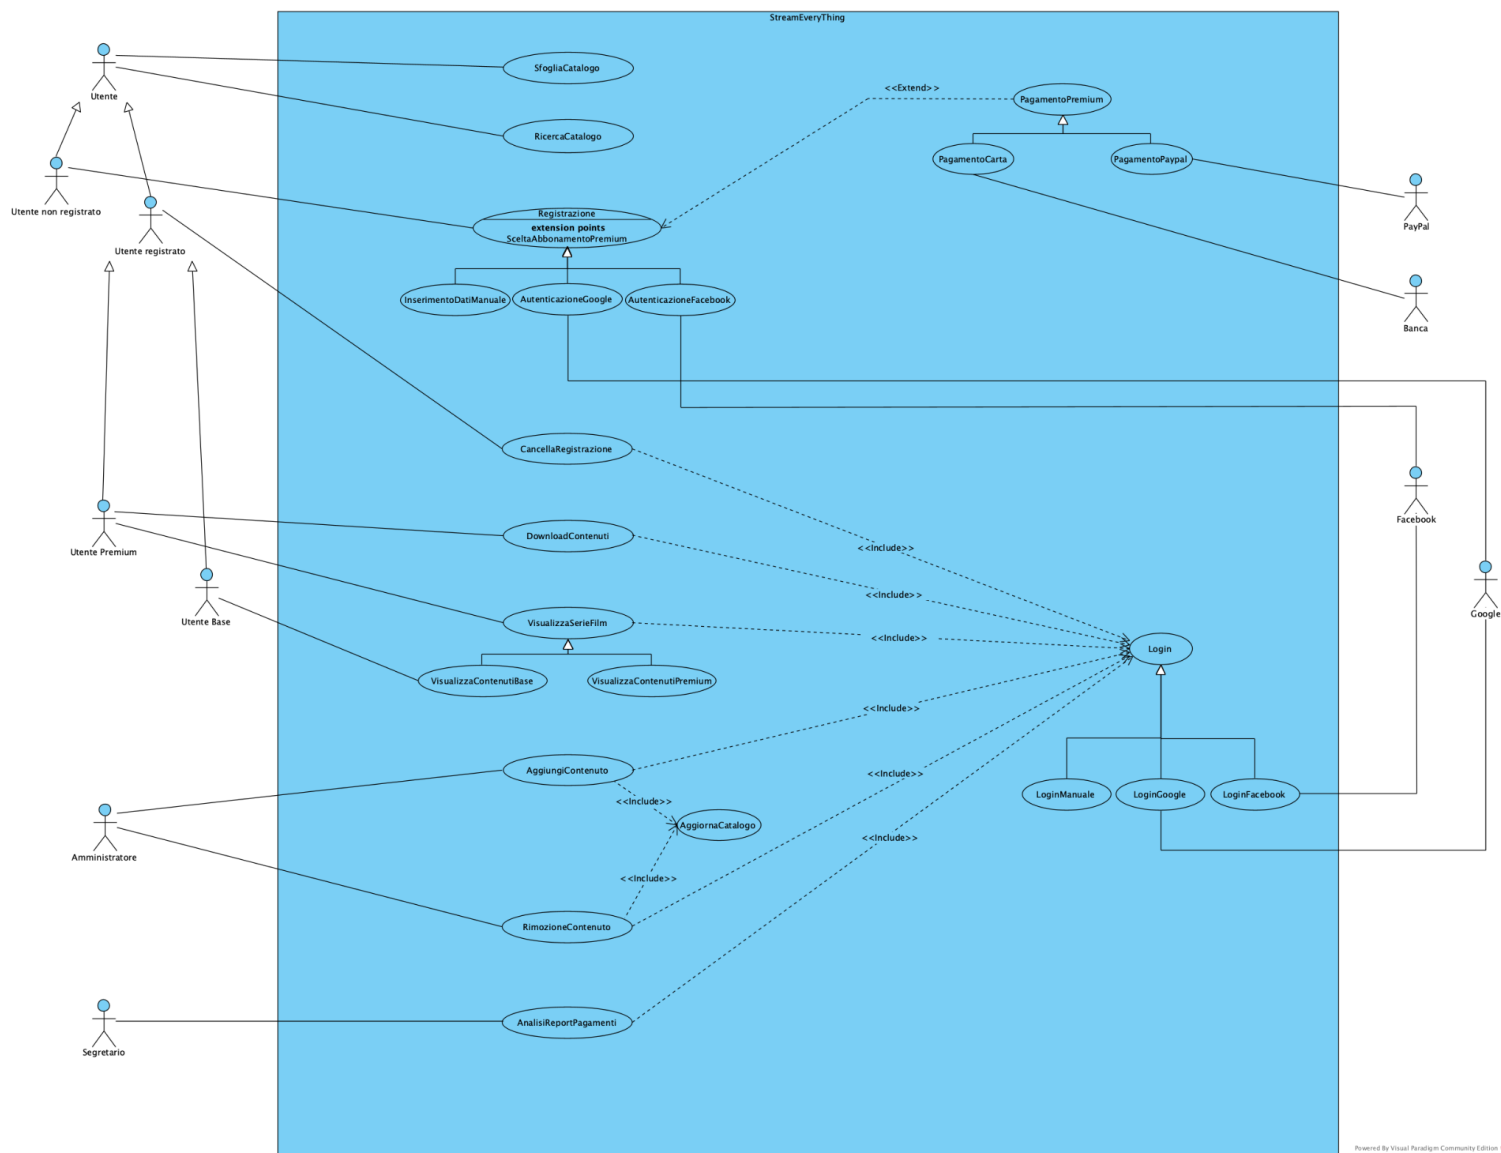 StreamEveryThing
Utente
SfogliaCatalogo
<<Extend>>
PagamentoPremium
RicercaCatalogo
PagamentoCarta
PagamentoPaypal
Utente non registrato
Utente registrato
Registrazione
extension points
SceltaAbbonamentoPremium
PayPal
InserimentoDatiManuale
AutenticazioneGoogle
AutenticazioneFacebook
Banca
CancellaRegistrazione
Facebook
Utente Premium
DownloadContenuti
<<Include>>
<<Include>>
Utente Base
VisualizzaSerieFilm
<<Include>>
Google
Login
VisualizzaContenutiBase
VisualizzaContenutiPremium
<<Include>>
AggiungiContenuto
<<Include>>
<<Include>>
LoginManuale
LoginGoogle
LoginFacebook
AggiornaCatalogo
<<Include>>
Amministratore
<<Include>>
RimozioneContenuto
AnalisiReportPagamenti
Segretario
Powered By Visual Paradigm Community Edition